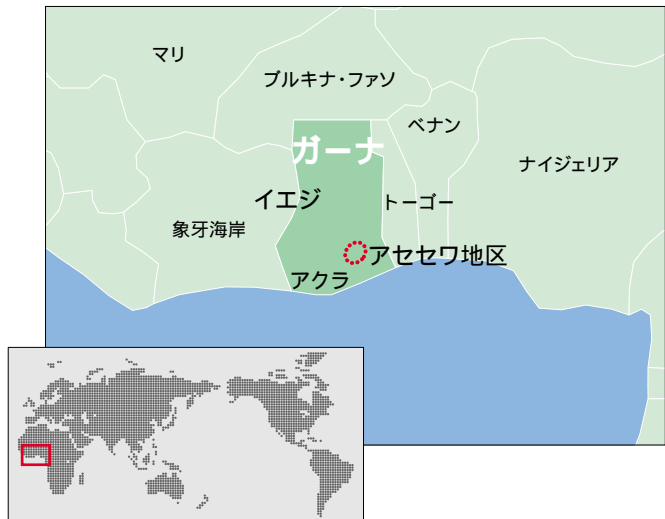 マリ
ブルキナ・ファソ
ベナン
ガーナ
ナイジェリア
イエジ
トーゴー
象牙海岸
アセセワ地区
アクラ